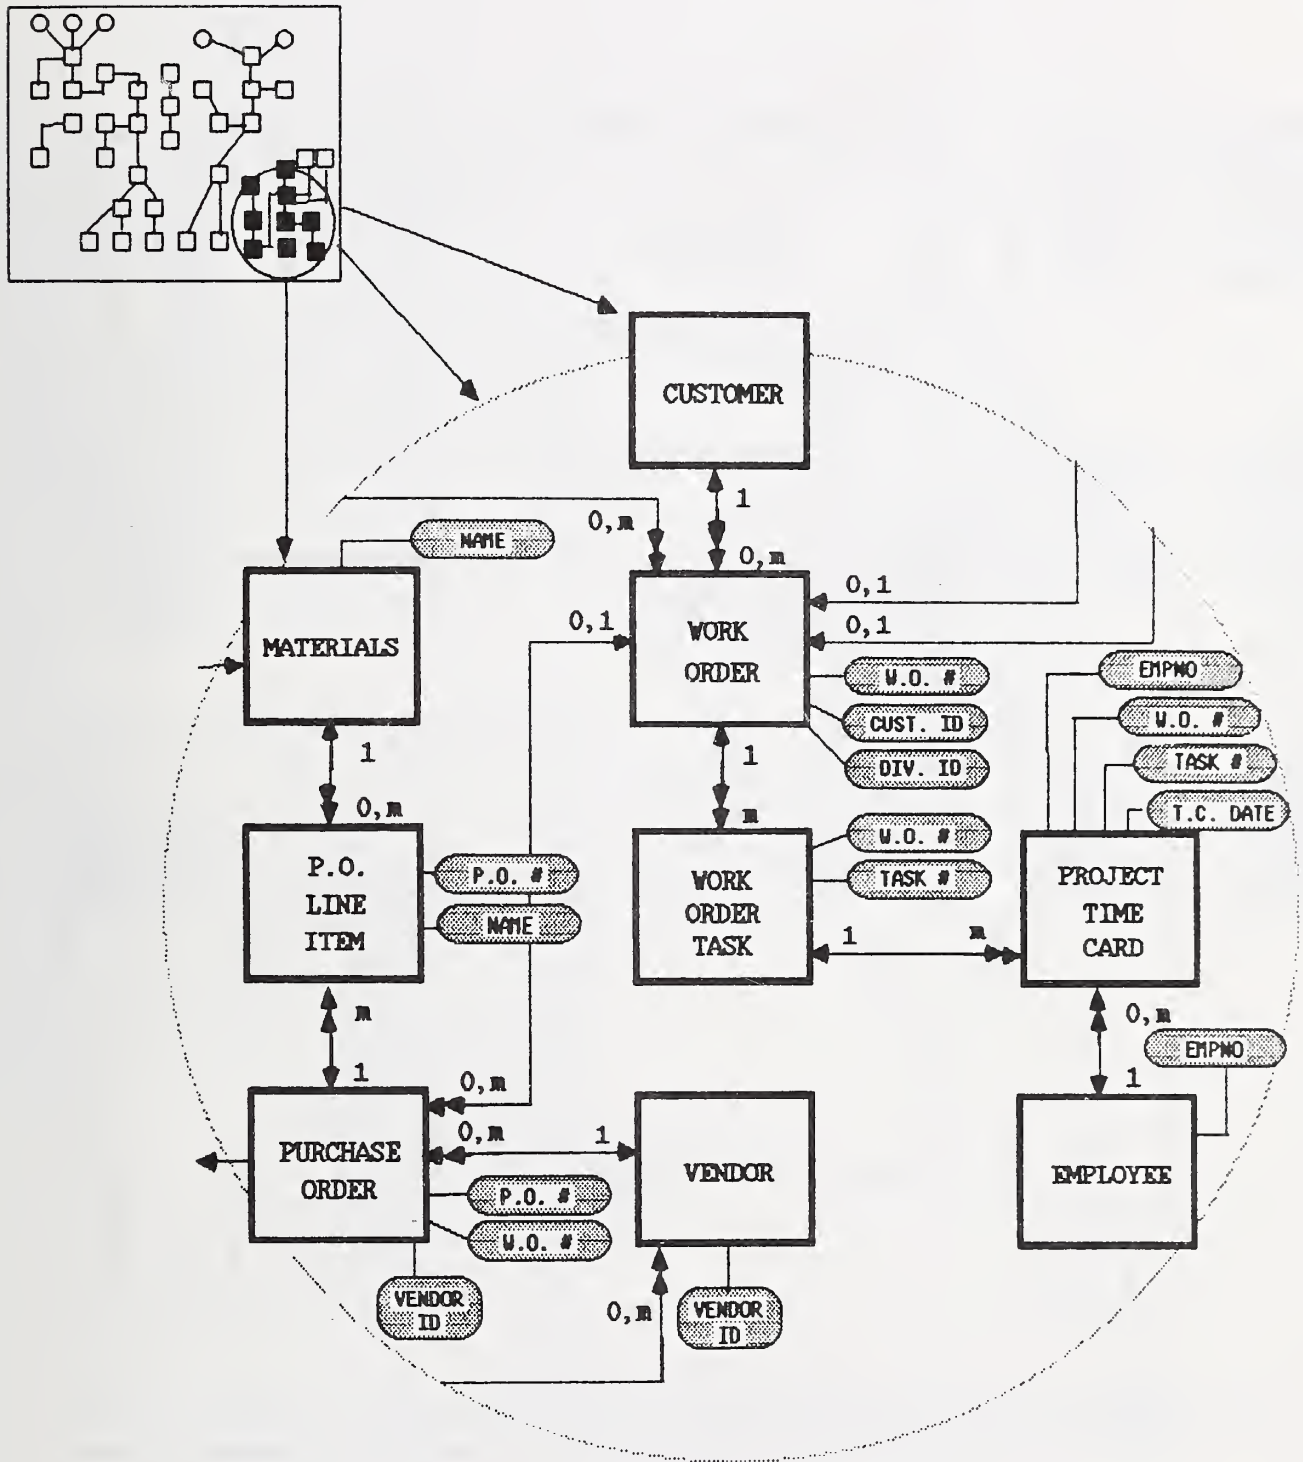 CUSTOMER
1
0,m
0,m
NAME
MATERIALS
0,1
WORK
ORDER
0,1
0,1
W.O. #
CUST. ID
DIV. ID
EMPNO
W.O. #
TASK #
T.C. DATE
1
0,m
1
m
P.O.
LINE
ITEM
P.O. #
NAME
WORK
ORDER
TASK
W.O. #
TASK #
PROJECT
TIME
CARD
1
m
m
1
0,m
1
EMPNO
PURCHASE
ORDER
0,m
0,m
1
P.O. #
W.O. #
VENDOR
ID
VENDOR
EMPLOYEE
0,m
VENDOR
ID